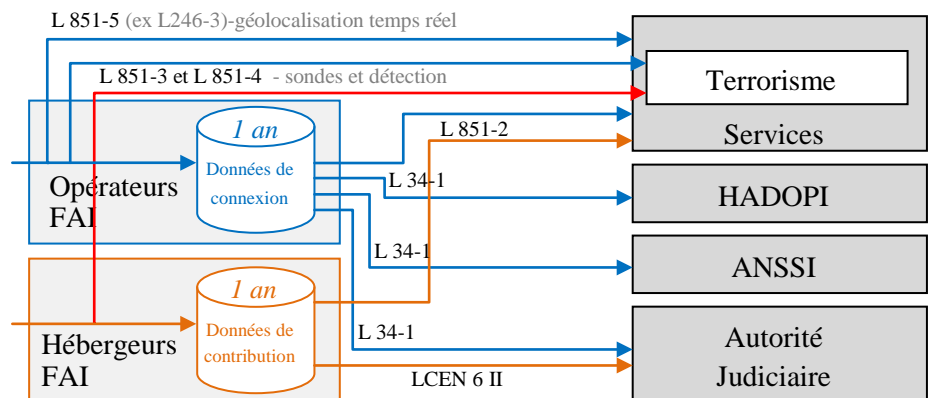 L 851-5 (ex L246-3)-géolocalisation temps réel
L 851-3 et L 851-4 - sondes et détection
Terrorisme
Services
1 an
Données de
connexion
Opérateurs
FAI
L 851-2
L 34-1
HADOPI
L 34-1
ANSSI
1 an
Données de
contribution
Hébergeurs
FAI
L 34-1
LCEN 6 II
Autorité
Judiciaire